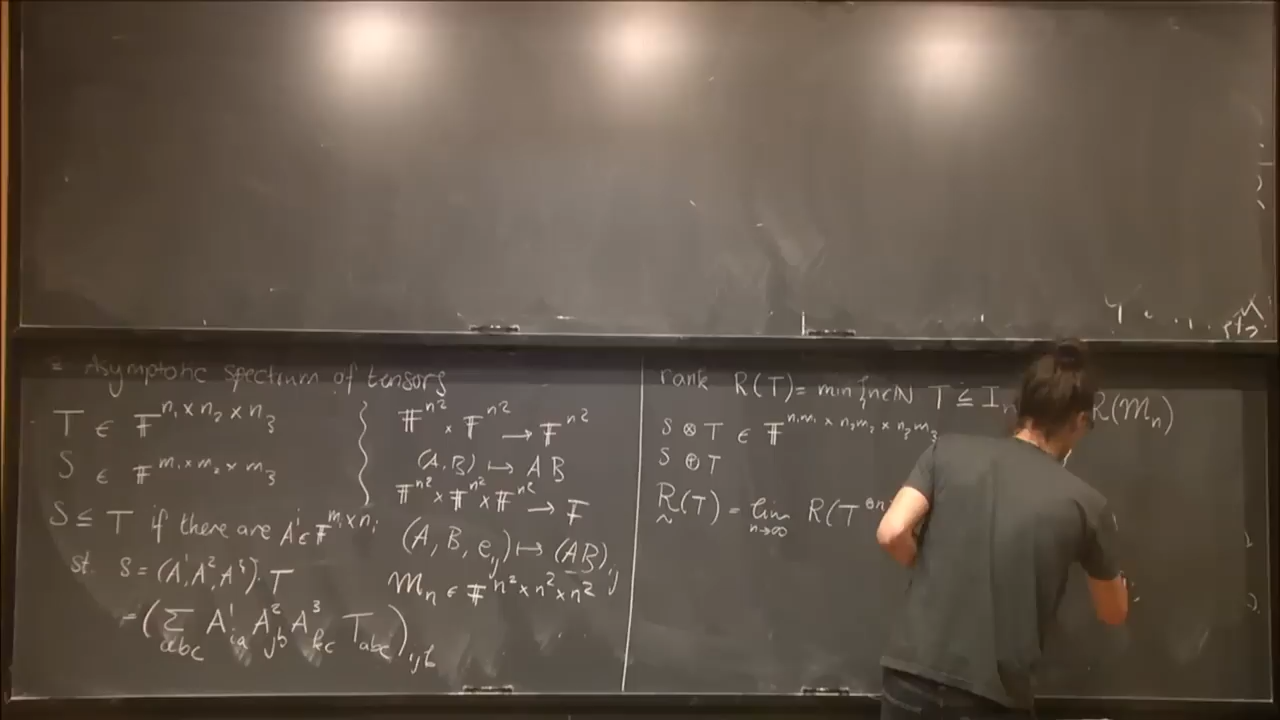 Asymptotic spectrum of tensors
T ∈ 𝔽^{n₁×n₂×n₃}
S ∈ 𝔽^{m₁×m₂×m₃}
S ≤ T if there are Aⁱ∈𝔽^{mᵢ×nᵢ}
st. S = (A¹,A²,A³)·T
= (∑_{abc} A¹_{ia} A²_{jb} A³_{kc} T_{abc})_{ijk}
𝔽^{n²} × 𝔽^{n²} → 𝔽^{n²}
(A,B) ↦ AB
𝔽^{n²}×𝔽^{n²}×𝔽^{n²} → 𝔽
(A, B, e_{ij}) ↦ (AB)_{ij}
M_n ∈ 𝔽^{n²×n²×n²}
rank R(T) = min{n∈ℕ T ≤ I_n R(M_n)
S ⊗ T ∈ 𝔽^{n₁m₁ × n₂m₂ × n₃m₃}
S ⊕ T
R̰(T) = lim_{n→∞} R(T^{⊗n}